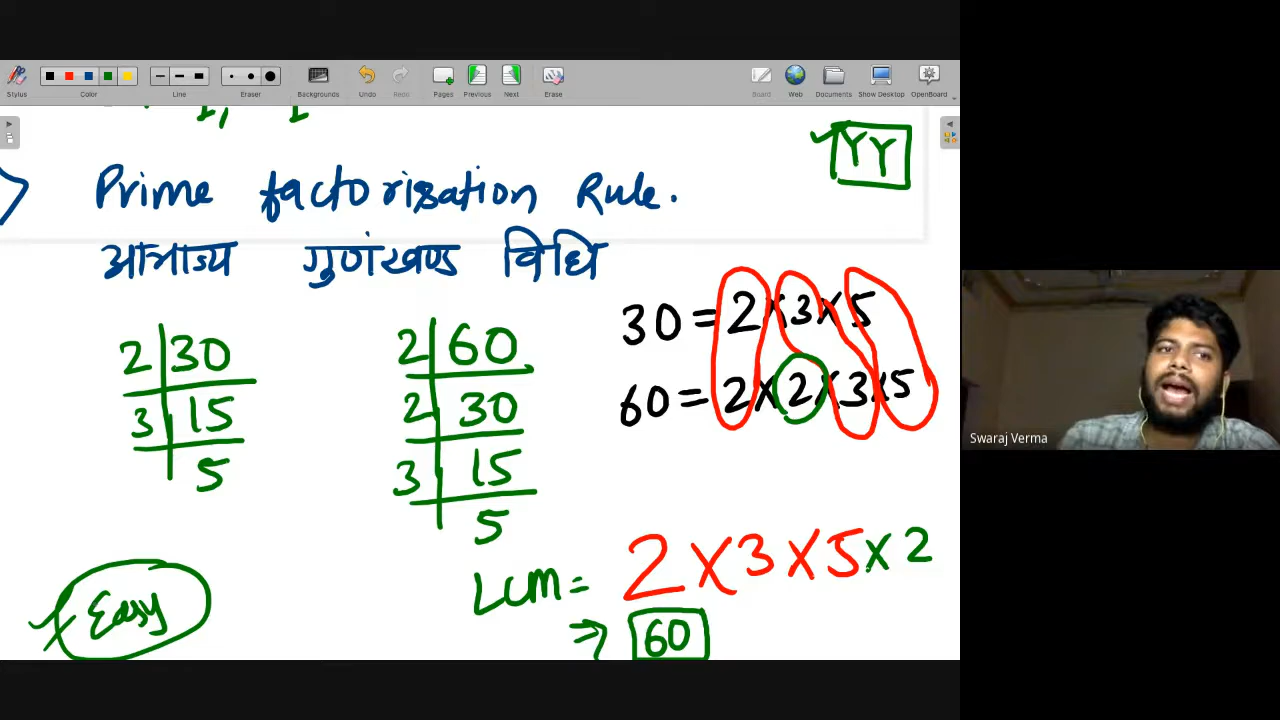 Stylus Color Line Eraser Backgrounds Undo Redo Pages Previous Next Erase Board Web Documents Show Desktop OpenBoard
YY
Prime factorization Rule.
अभाज्य गुणंखण्ड विधि
30 = 2 x 3 x 5
60 = 2 x 2 x 3 x 5
2 30
3 15
5
2 60
2 30
3 15
5
LCM = 2 x 3 x 5 x 2
⇒ 60
Easy
Swaraj Verma